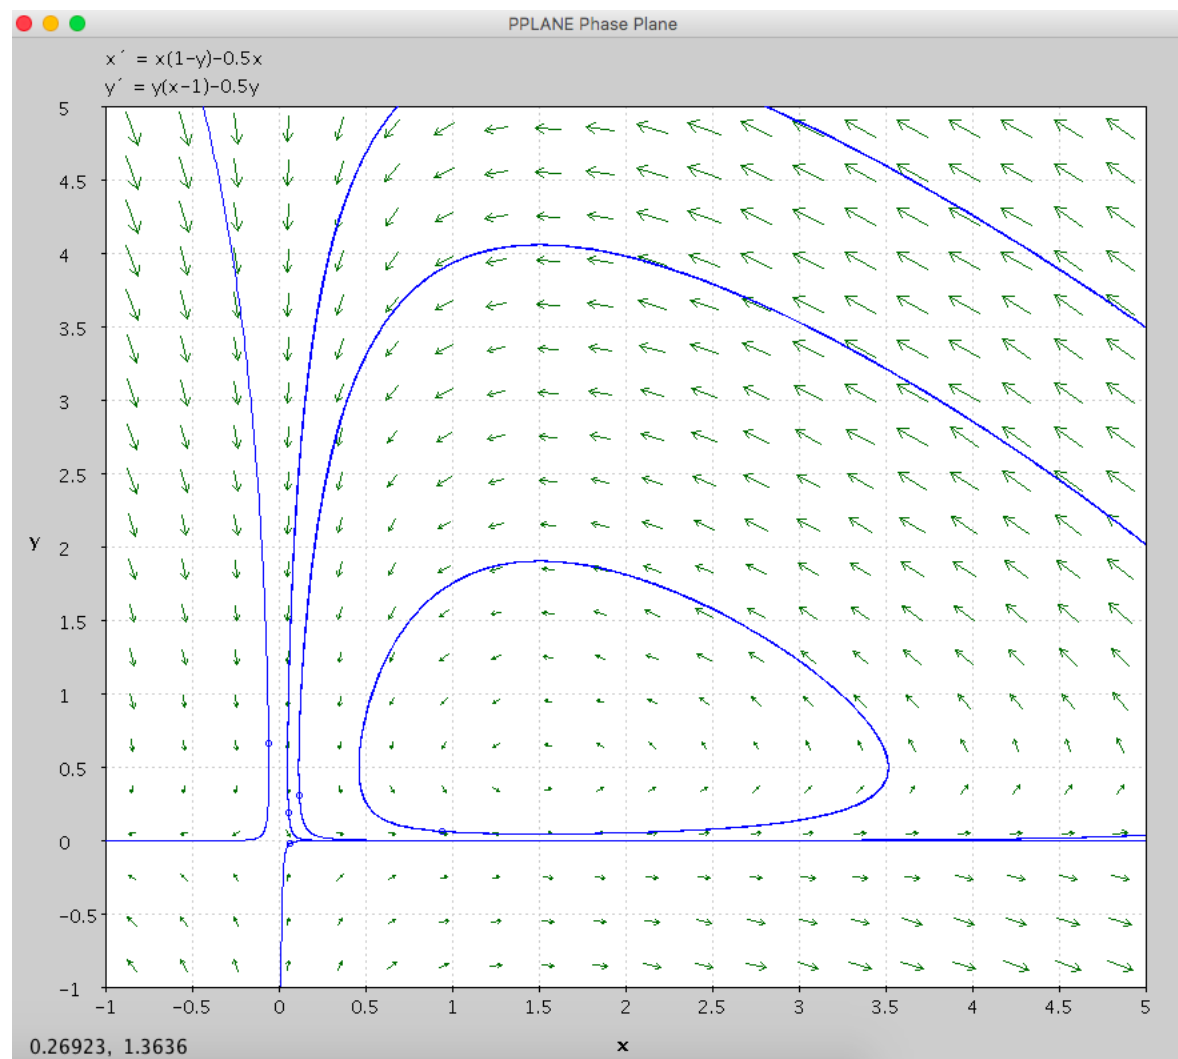 PPLANE Phase Plane
x´ = x(1-y)-0.5x
y´ = y(x-1)-0.5y
5
4.5
4
3.5
3
2.5
y
2
1.5
1
0.5
0
-0.5
-1
-1 -0.5 0 0.5 1 1.5 2 2.5 3 3.5 4 4.5 5
0.26923, 1.3636
x